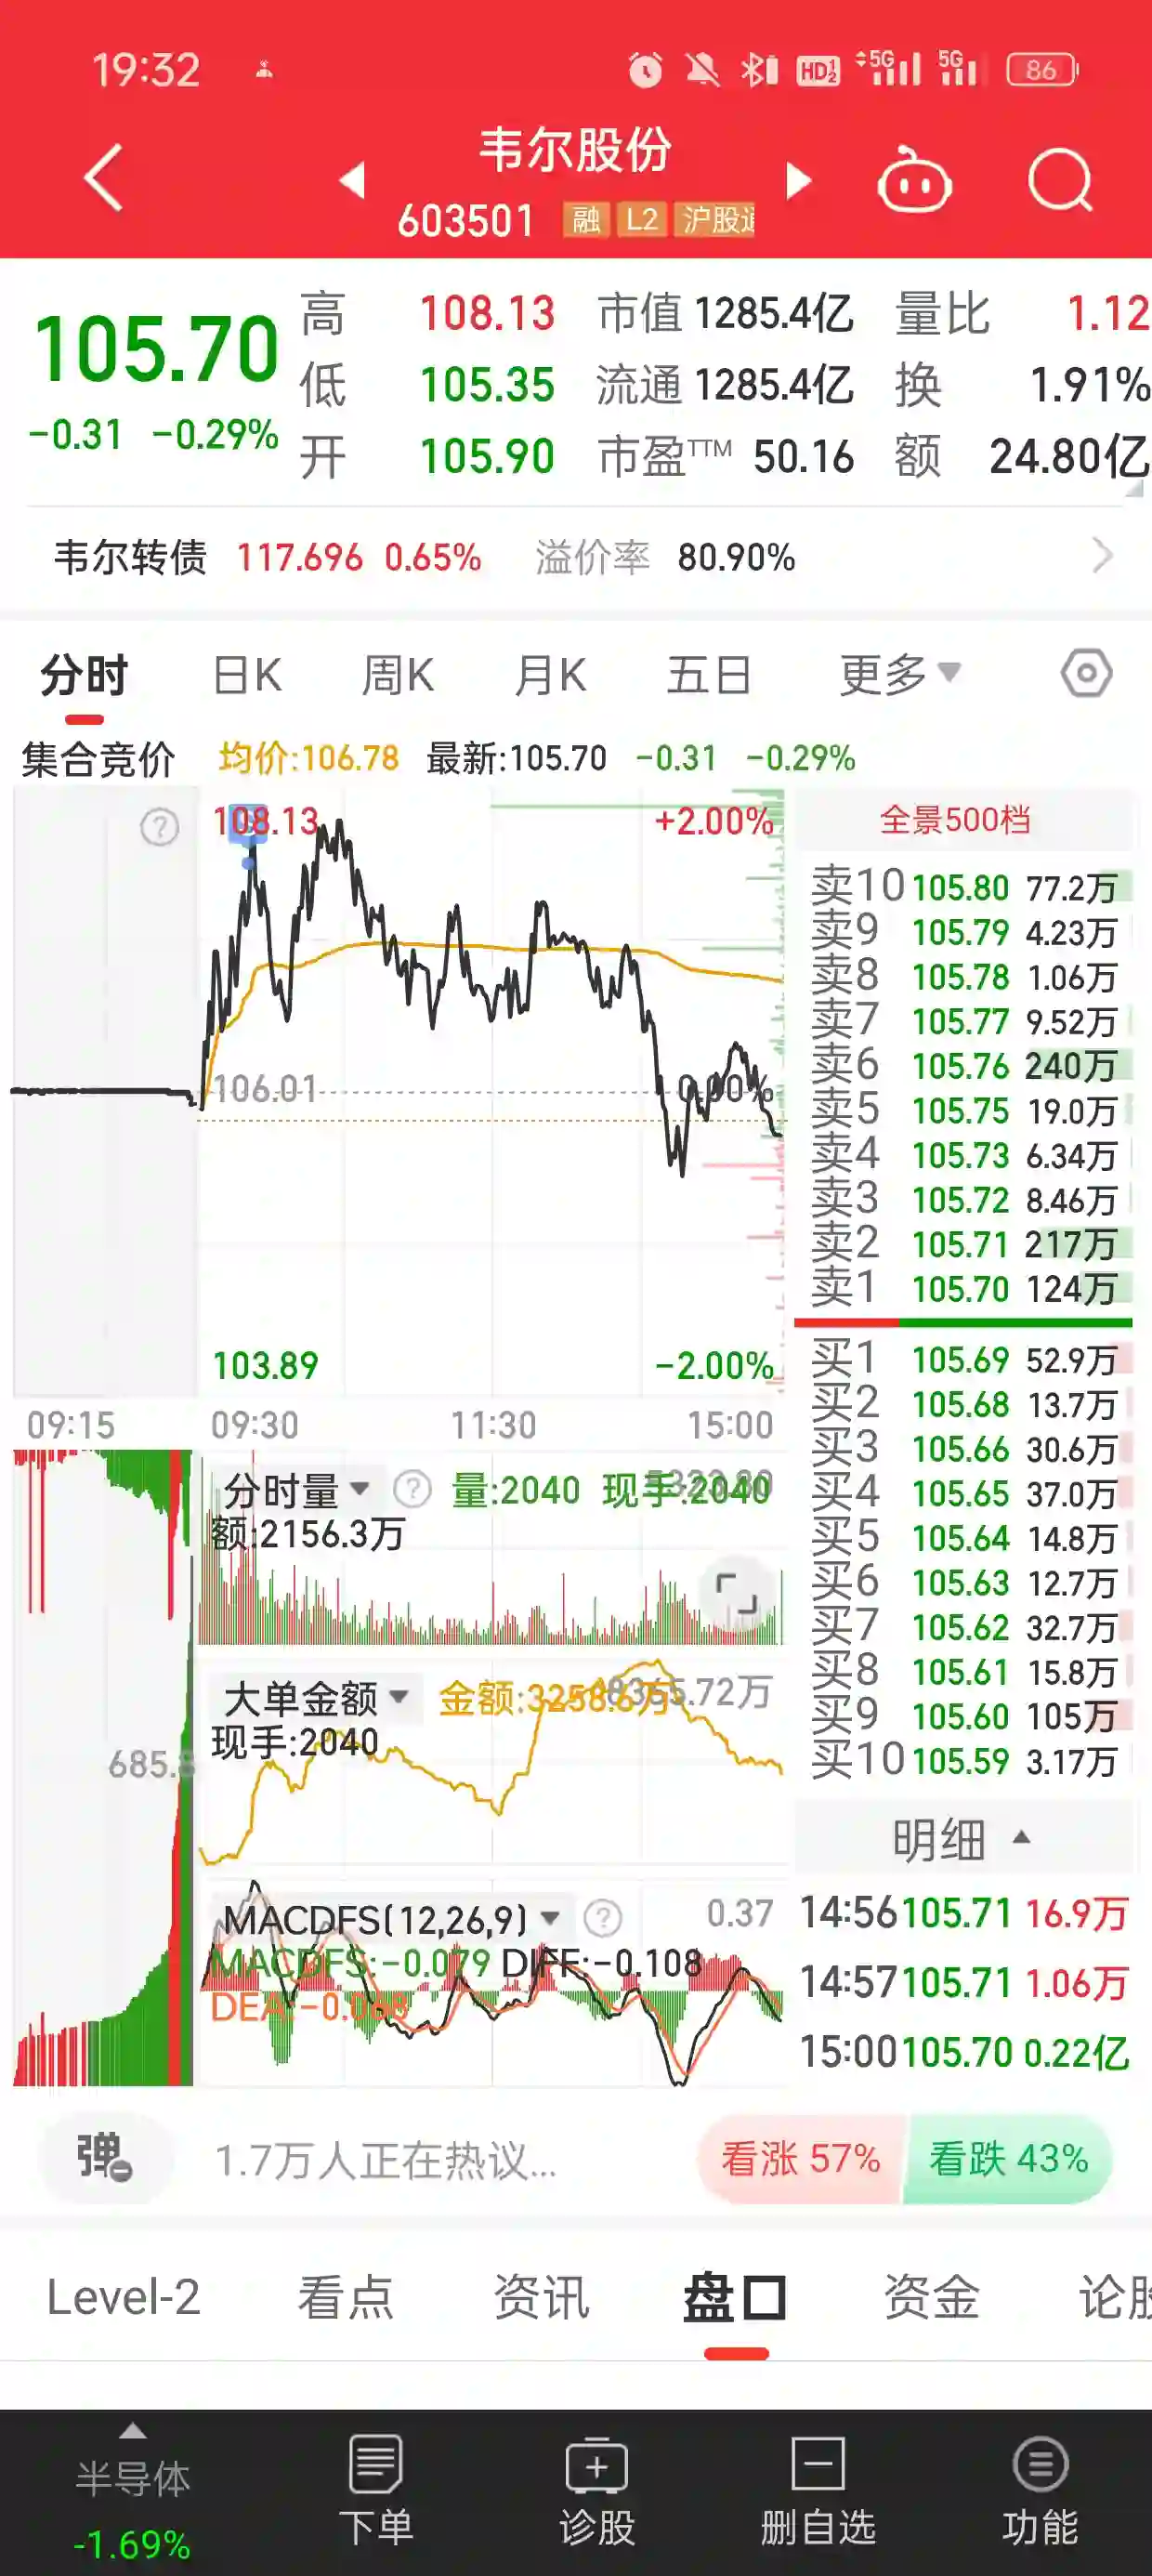 19:32 HD 5G 5G 86
韦尔股份
603501 融 L2 沪股通
105.70
-0.31 -0.29%
高 108.13 市值 1285.4亿 量比 1.12
低 105.35 流通 1285.4亿 换 1.91%
开 105.90 市盈TTM 50.16 额 24.80亿
韦尔转债 117.696 0.65% 溢价率 80.90%
分时 日K 周K 月K 五日 更多
集合竞价 均价:106.78 最新:105.70 -0.31 -0.29%
108.13 +2.00%
106.01 0.00%
103.89 -2.00%
09:15 09:30 11:30 15:00
全景500档
卖10 105.80 77.2万
卖9 105.79 4.23万
卖8 105.78 1.06万
卖7 105.77 9.52万
卖6 105.76 240万
卖5 105.75 19.0万
卖4 105.73 6.34万
卖3 105.72 8.46万
卖2 105.71 217万
卖1 105.70 124万
买1 105.69 52.9万
买2 105.68 13.7万
买3 105.66 30.6万
买4 105.65 37.0万
买5 105.64 14.8万
买6 105.63 12.7万
买7 105.62 32.7万
买8 105.61 15.8万
买9 105.60 105万
买10 105.59 3.17万
分时量 ? 量:2040 现手:2040
额:2156.3万
大单金额 金额:3258.6万
现手:2040
685.8
MACDFS(12,26,9) ? 0.37
MACDFS:-0.079 DIFF:-0.108
DEA:-0.068
明细
14:56 105.71 16.9万
14:57 105.71 1.06万
15:00 105.70 0.22亿
弹 1.7万人正在热议... 看涨 57% 看跌 43%
Level-2 看点 资讯 盘口 资金 论股
半导体
-1.69%
下单 诊股 删自选 功能